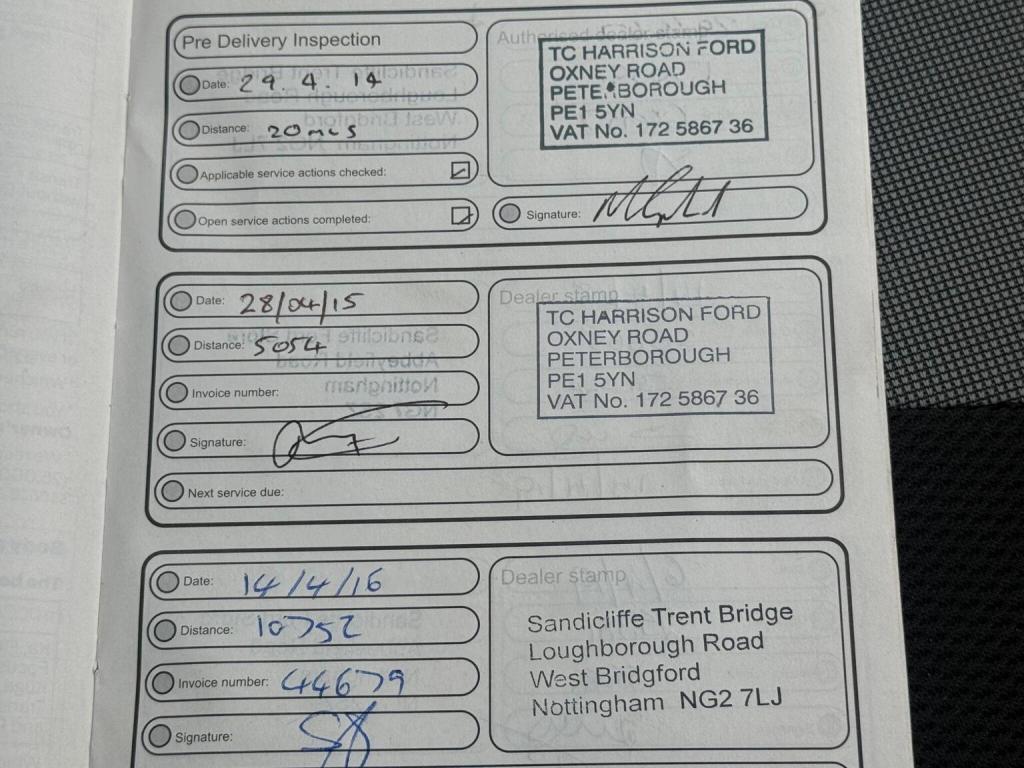 Pre Delivery Inspection
Date: 29.4.14
Distance: 20mls
Applicable service actions checked:
Open service actions completed:
Authorised dealer stamp
TC HARRISON FORD
OXNEY ROAD
PETERBOROUGH
PE1 5YN
VAT No. 172 5867 36
Signature:
Date: 28/04/15
Distance: 5054
Invoice number:
Signature:
Next service due:
Dealer stamp
TC HARRISON FORD
OXNEY ROAD
PETERBOROUGH
PE1 5YN
VAT No. 172 5867 36
Date: 14/4/16
Distance: 10752
Invoice number: 44679
Signature:
Dealer stamp
Sandicliffe Trent Bridge
Loughborough Road
West Bridgford
Nottingham NG2 7LJ